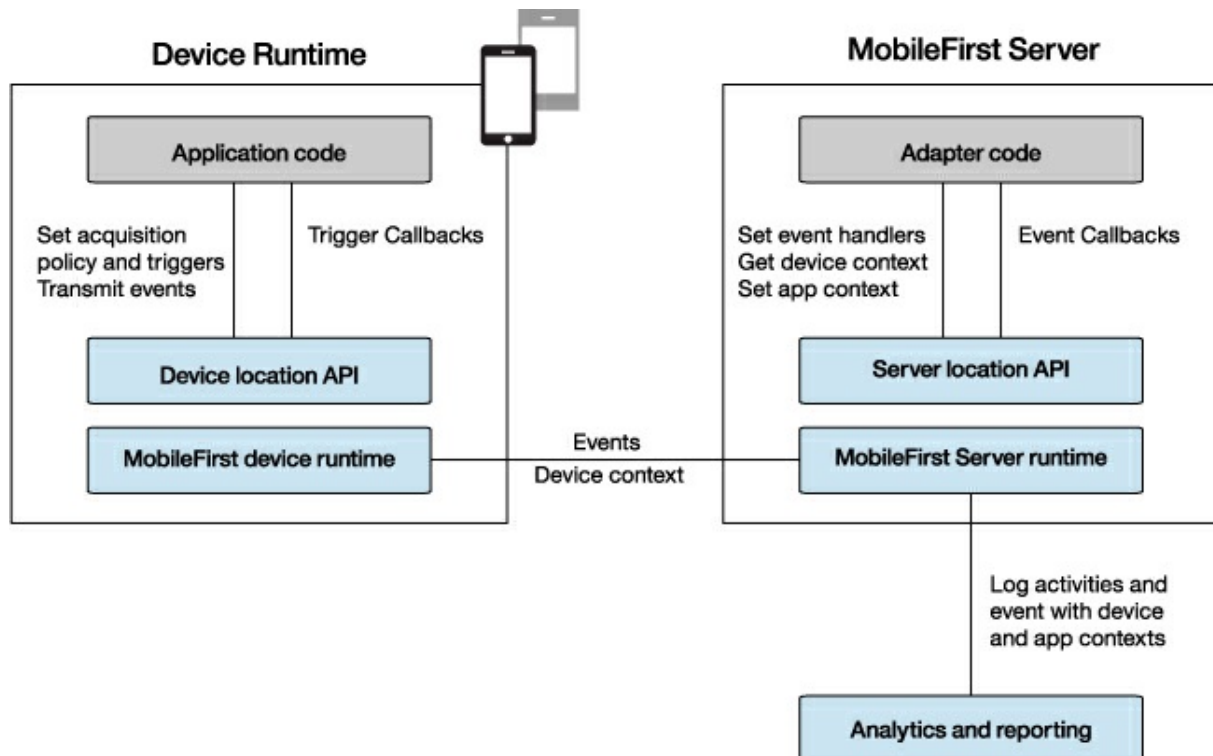 Device Runtime
MobileFirst Server
Application code
Adapter code
Set acquisition
policy and triggers
Transmit events
Trigger Callbacks
Set event handlers
Get device context
Set app context
Event Callbacks
Device location API
Server location API
MobileFirst device runtime
Events
Device context
MobileFirst Server runtime
Log activities and
event with device
and app contexts
Analytics and reporting